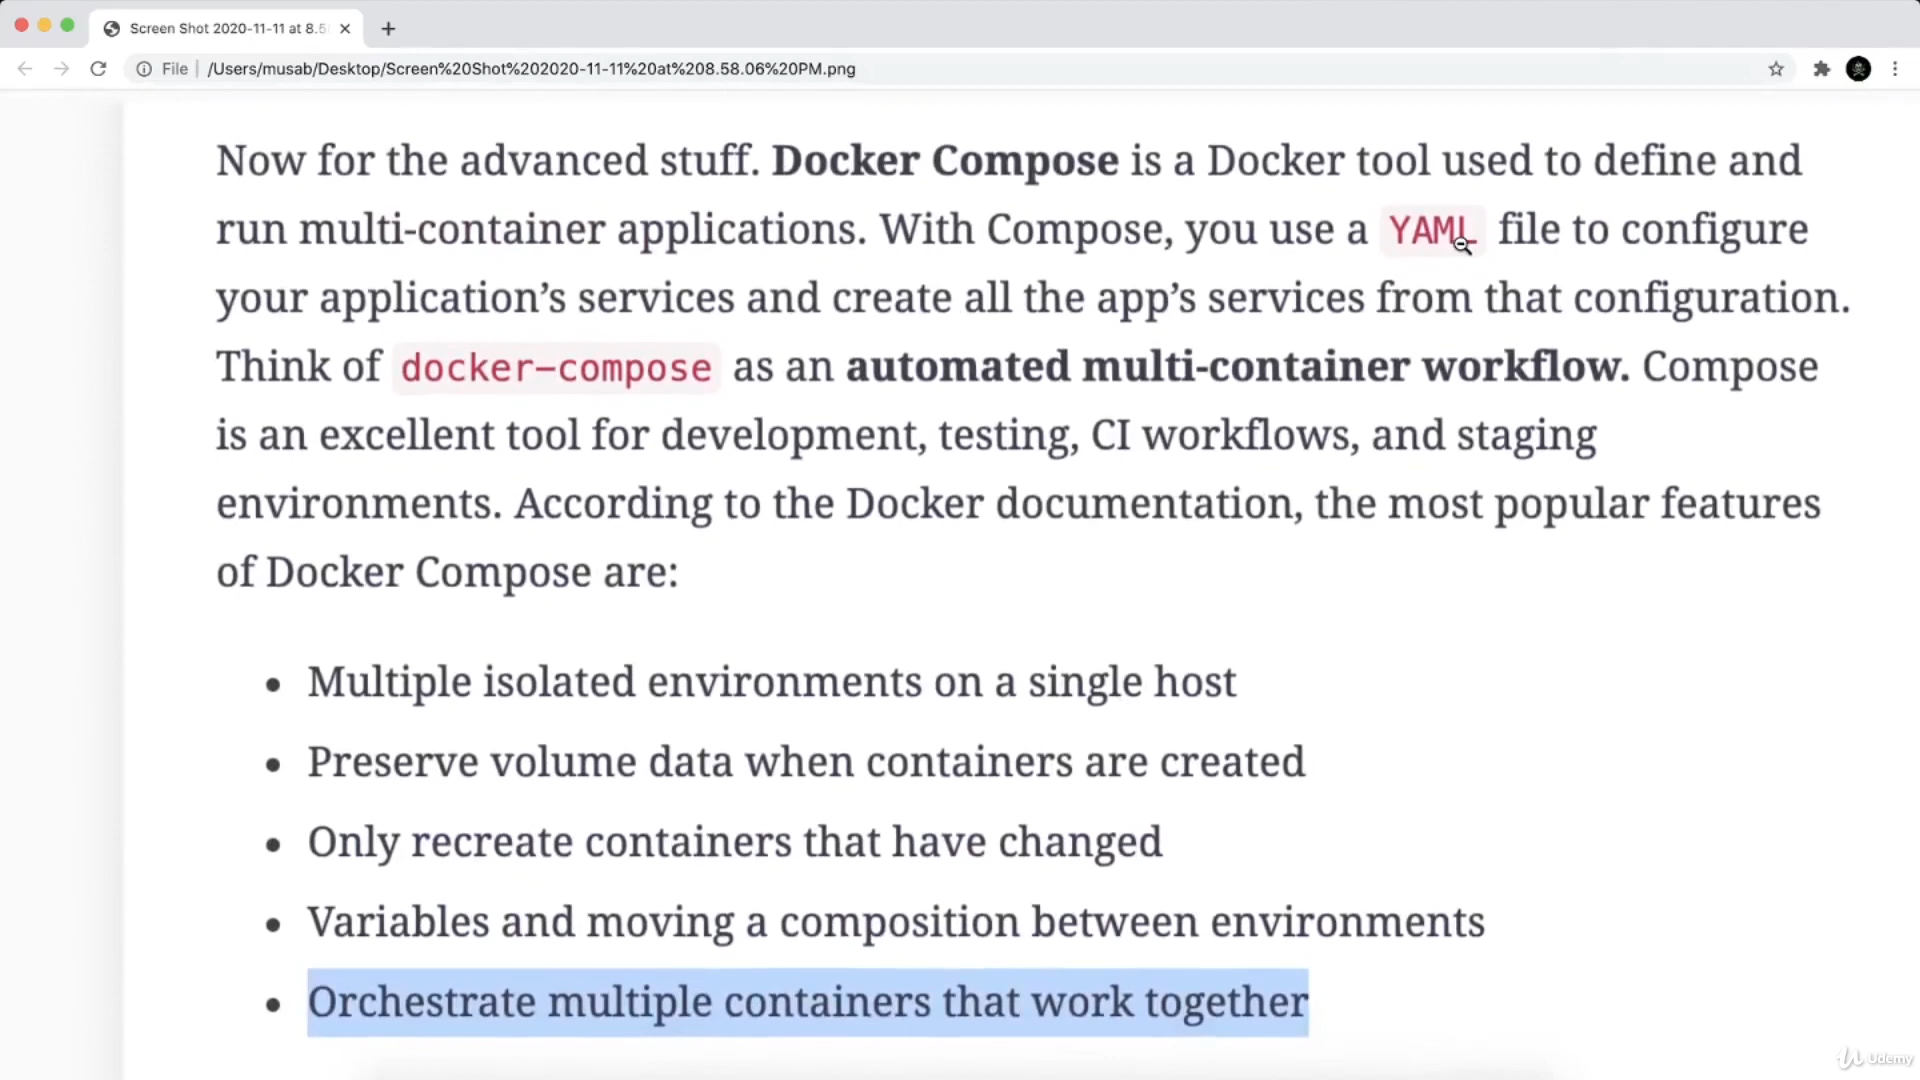 Screen Shot 2020-11-11 at 8.5
File | /Users/musab/Desktop/Screen%20Shot%202020-11-11%20at%208.58.06%20PM.png
Now for the advanced stuff. Docker Compose is a Docker tool used to define and
run multi-container applications. With Compose, you use a YAML file to configure
your application’s services and create all the app’s services from that configuration.
Think of docker-compose as an automated multi-container workflow. Compose
is an excellent tool for development, testing, CI workflows, and staging
environments. According to the Docker documentation, the most popular features
of Docker Compose are:
• Multiple isolated environments on a single host
• Preserve volume data when containers are created
• Only recreate containers that have changed
• Variables and moving a composition between environments
• Orchestrate multiple containers that work together
Udemy